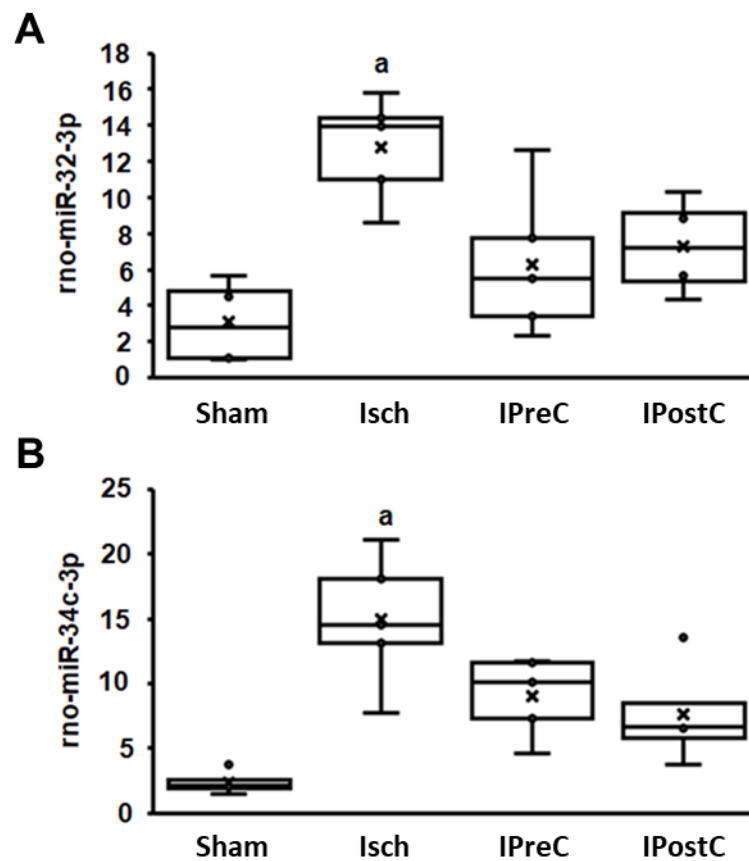 A
18
16
14
12
10
8
6
4
2
0
rno-miR-32-3p
a
Sham Isch IPreC IPostC
B
25
20
15
10
5
0
rno-miR-34c-3p
a
Sham Isch IPreC IPostC